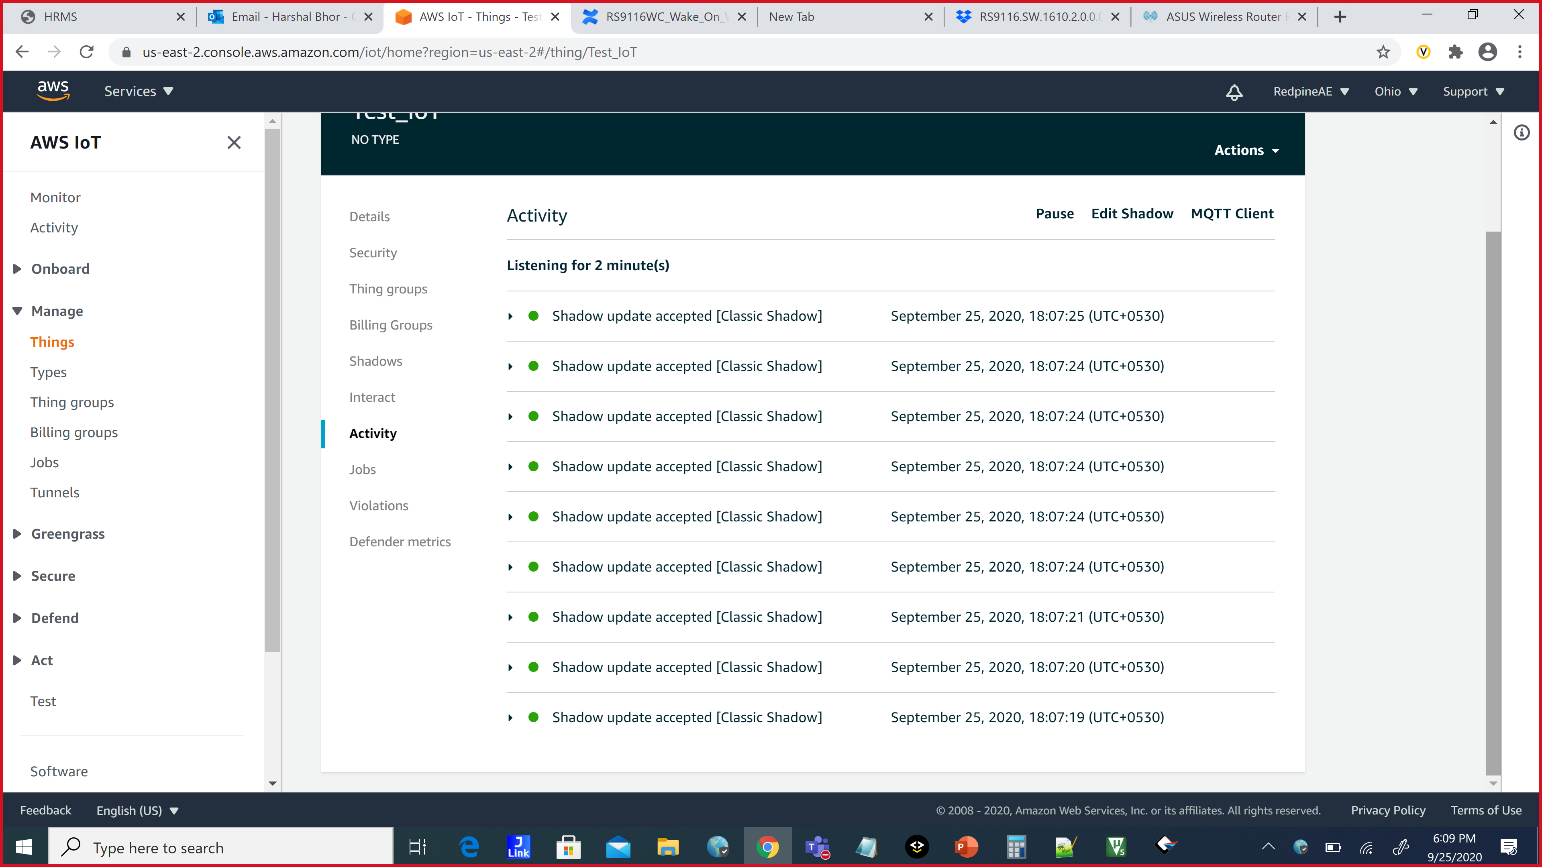 HRMS
Email - Harshal Bhor -
AWS IoT - Things - Test
RS9116WC_Wake_On_
New Tab
RS9116.SW.1610.2.0.0.
ASUS Wireless Router
us-east-2.console.aws.amazon.com/iot/home?region=us-east-2#/thing/Test_IoT
aws
Services
RedpineAE
Ohio
Support
AWS IoT
Monitor
Activity
Onboard
Manage
Things
Types
Thing groups
Billing groups
Jobs
Tunnels
Greengrass
Secure
Defend
Act
Test
Software
Test_IoT
NO TYPE
Actions
Details
Security
Thing groups
Billing Groups
Shadows
Interact
Activity
Jobs
Violations
Defender metrics
Activity
Pause Edit Shadow MQTT Client
Listening for 2 minute(s)
Shadow update accepted [Classic Shadow] September 25, 2020, 18:07:25 (UTC+0530)
Shadow update accepted [Classic Shadow] September 25, 2020, 18:07:24 (UTC+0530)
Shadow update accepted [Classic Shadow] September 25, 2020, 18:07:24 (UTC+0530)
Shadow update accepted [Classic Shadow] September 25, 2020, 18:07:24 (UTC+0530)
Shadow update accepted [Classic Shadow] September 25, 2020, 18:07:24 (UTC+0530)
Shadow update accepted [Classic Shadow] September 25, 2020, 18:07:24 (UTC+0530)
Shadow update accepted [Classic Shadow] September 25, 2020, 18:07:21 (UTC+0530)
Shadow update accepted [Classic Shadow] September 25, 2020, 18:07:20 (UTC+0530)
Shadow update accepted [Classic Shadow] September 25, 2020, 18:07:19 (UTC+0530)
Feedback
English (US)
© 2008 - 2020, Amazon Web Services, Inc. or its affiliates. All rights reserved.
Privacy Policy
Terms of Use
Type here to search
J
Link
6:09 PM
9/25/2020